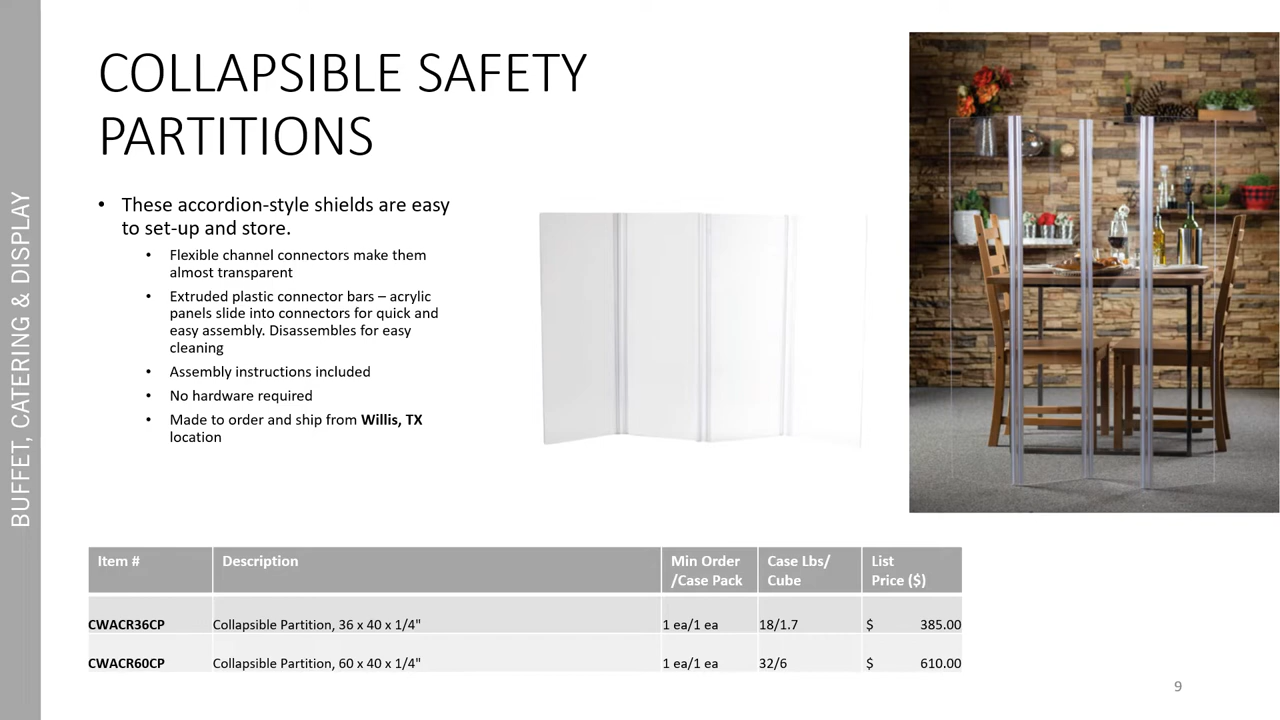 BUFFET, CATERING & DISPLAY
COLLAPSIBLE SAFETY
PARTITIONS
• These accordion-style shields are easy
to set-up and store.
• Flexible channel connectors make them
almost transparent
• Extruded plastic connector bars – acrylic
panels slide into connectors for quick and
easy assembly. Disassembles for easy
cleaning
• Assembly instructions included
• No hardware required
• Made to order and ship from Willis, TX
location
Item # Description Min Order /Case Pack Case Lbs/ Cube List Price ($)
CWACR36CP Collapsible Partition, 36 x 40 x 1/4" 1 ea/1 ea 18/1.7 $ 385.00
CWACR60CP Collapsible Partition, 60 x 40 x 1/4" 1 ea/1 ea 32/6 $ 610.00
9